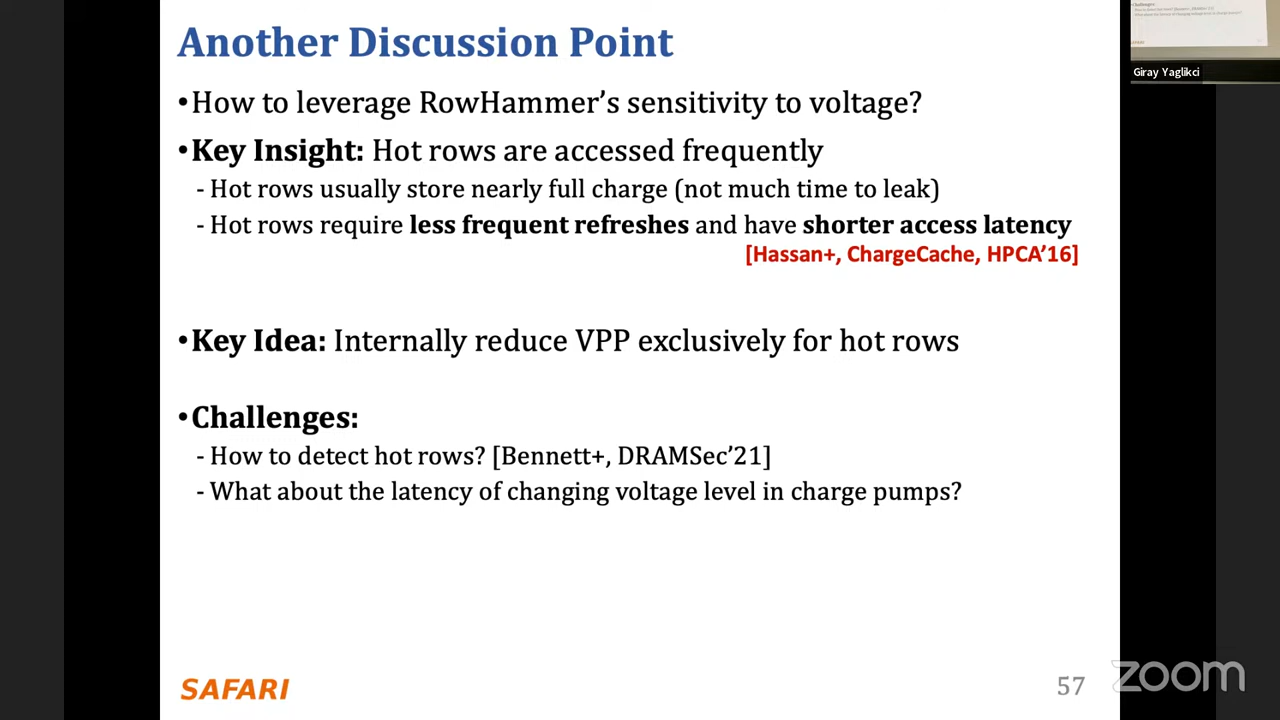 Another Discussion Point
•How to leverage RowHammer’s sensitivity to voltage?
•Key Insight: Hot rows are accessed frequently
- Hot rows usually store nearly full charge (not much time to leak)
- Hot rows require less frequent refreshes and have shorter access latency
[Hassan+, ChargeCache, HPCA’16]
•Key Idea: Internally reduce VPP exclusively for hot rows
•Challenges:
- How to detect hot rows? [Bennett+, DRAMSec’21]
- What about the latency of changing voltage level in charge pumps?
SAFARI
57
Giray Yaglikci
zoom